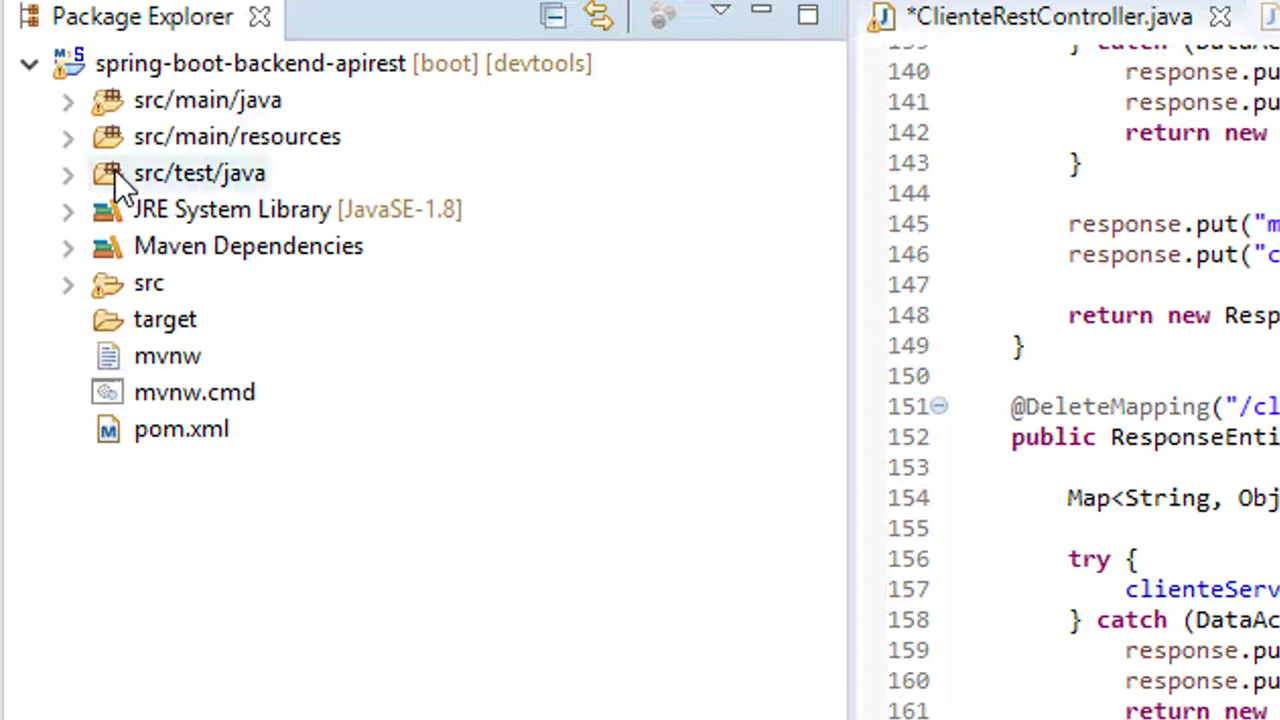 Package Explorer
spring-boot-backend-apirest [boot] [devtools]
src/main/java
src/main/resources
src/test/java
JRE System Library [JavaSE-1.8]
Maven Dependencies
src
target
mvnw
mvnw.cmd
pom.xml
*ClienteRestController.java
139 } catch (DataAc
140 response.pu
141 response.pu
142 return new
143 }
144
145 response.put("m
146 response.put("c
147
148 return new Resp
149 }
150
151 @DeleteMapping("/cl
152 public ResponseEnti
153
154 Map<String, Obj
155
156 try {
157 clienteServ
158 } catch (DataAc
159 response.pu
160 response.pu
161 return new